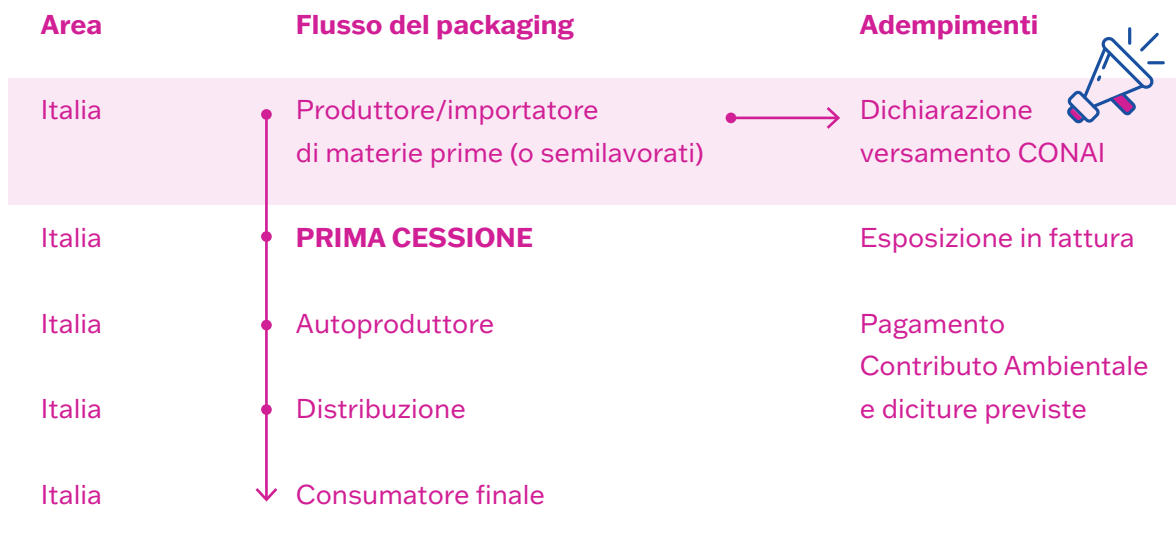 Area Flusso del packaging Adempimenti
Italia Produttore/importatore Dichiarazione
di materie prime (o semilavorati) versamento CONAI
Italia PRIMA CESSIONE Esposizione in fattura
Italia Autoproduttore Pagamento
Contributo Ambientale
Italia Distribuzione e diciture previste
Italia Consumatore finale